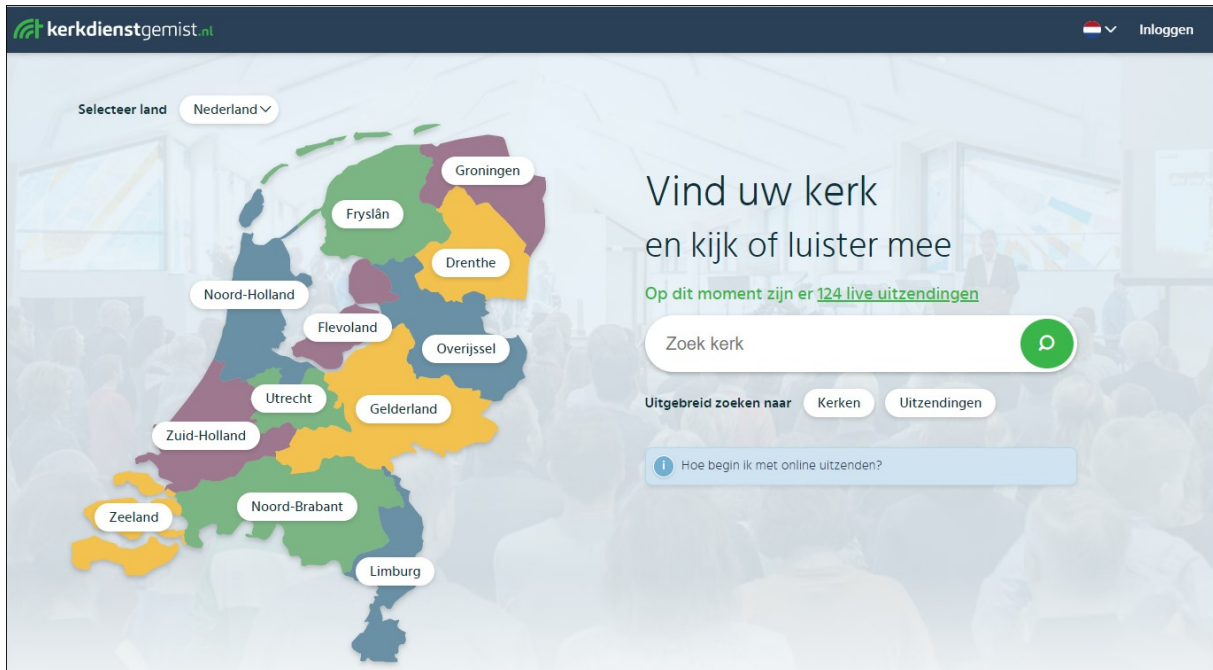 kerkdienstgemist.nl
Inloggen
Selecteer land
Nederland
Groningen
Fryslân
Drenthe
Noord-Holland
Flevoland
Overijssel
Utrecht
Gelderland
Zuid-Holland
Zeeland
Noord-Brabant
Limburg
Vind uw kerk
en kijk of luister mee
Op dit moment zijn er 124 live uitzendingen
Zoek kerk
Uitgebreid zoeken naar Kerken Uitzendingen
i Hoe begin ik met online uitzenden?